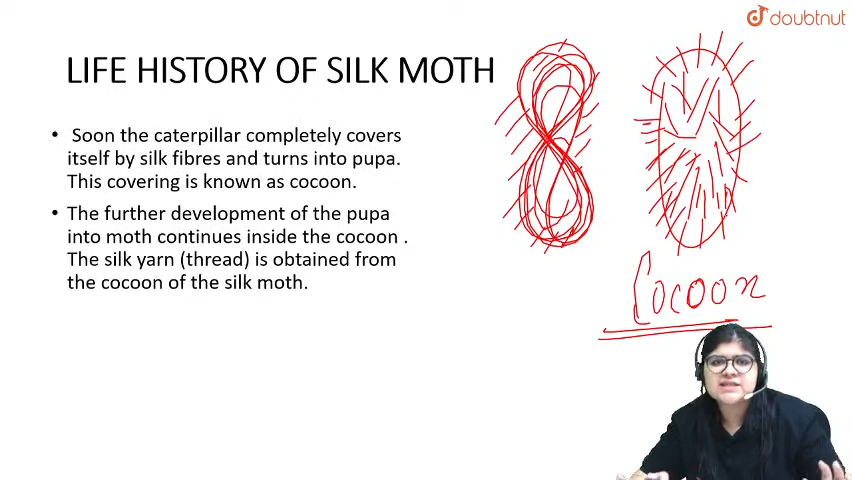 doubtnut
LIFE HISTORY OF SILK MOTH
• Soon the caterpillar completely covers
itself by silk fibres and turns into pupa.
This covering is known as cocoon.
• The further development of the pupa
into moth continues inside the cocoon .
The silk yarn (thread) is obtained from
the cocoon of the silk moth.
Cocoon